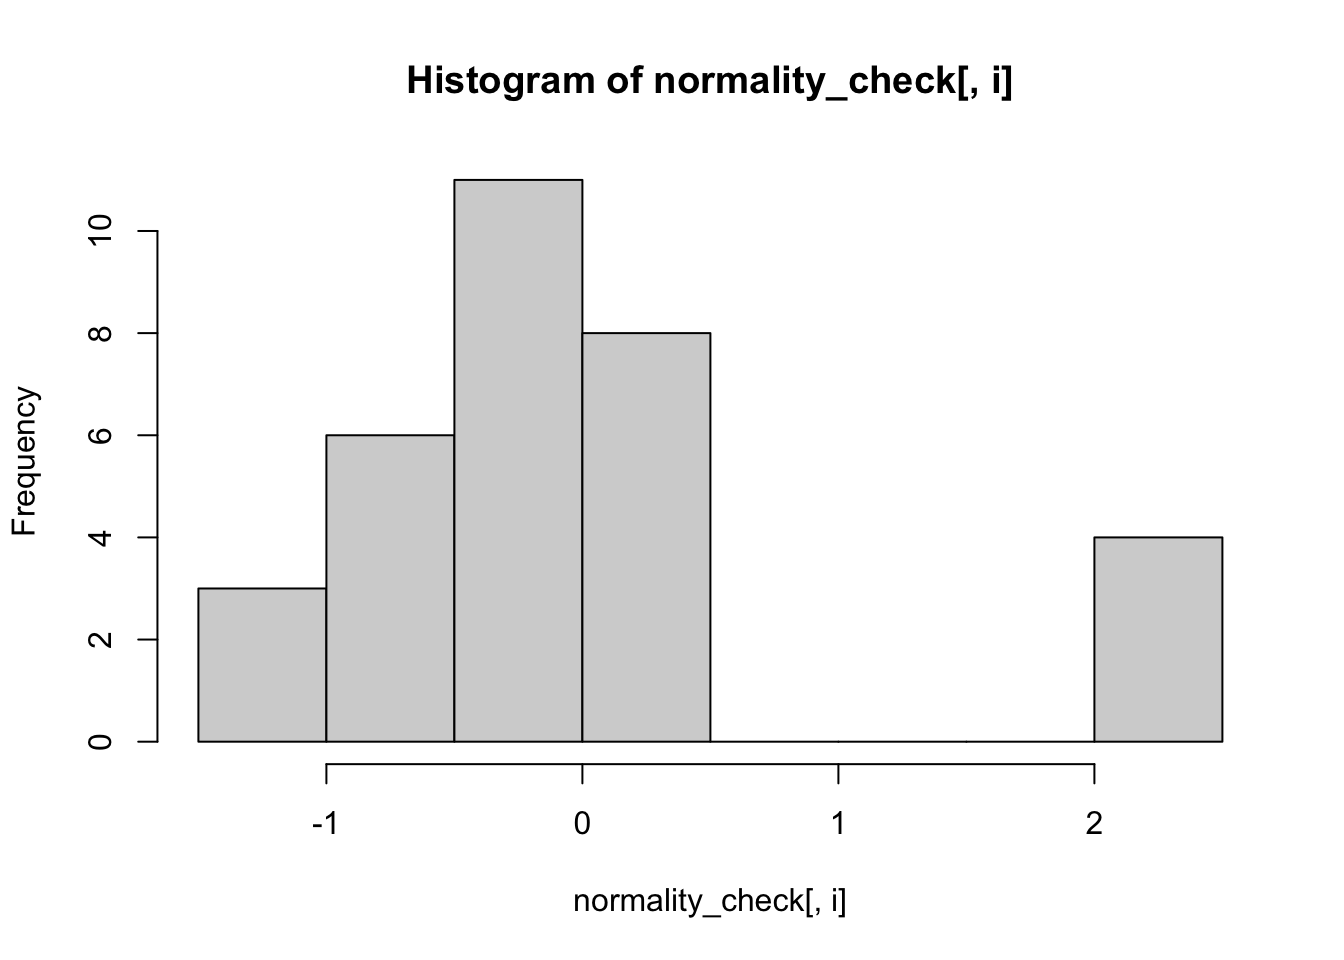 Histogram of normality_check[, i]
Frequency
10
8
6
4
2
0
-1 0 1 2
normality_check[, i]